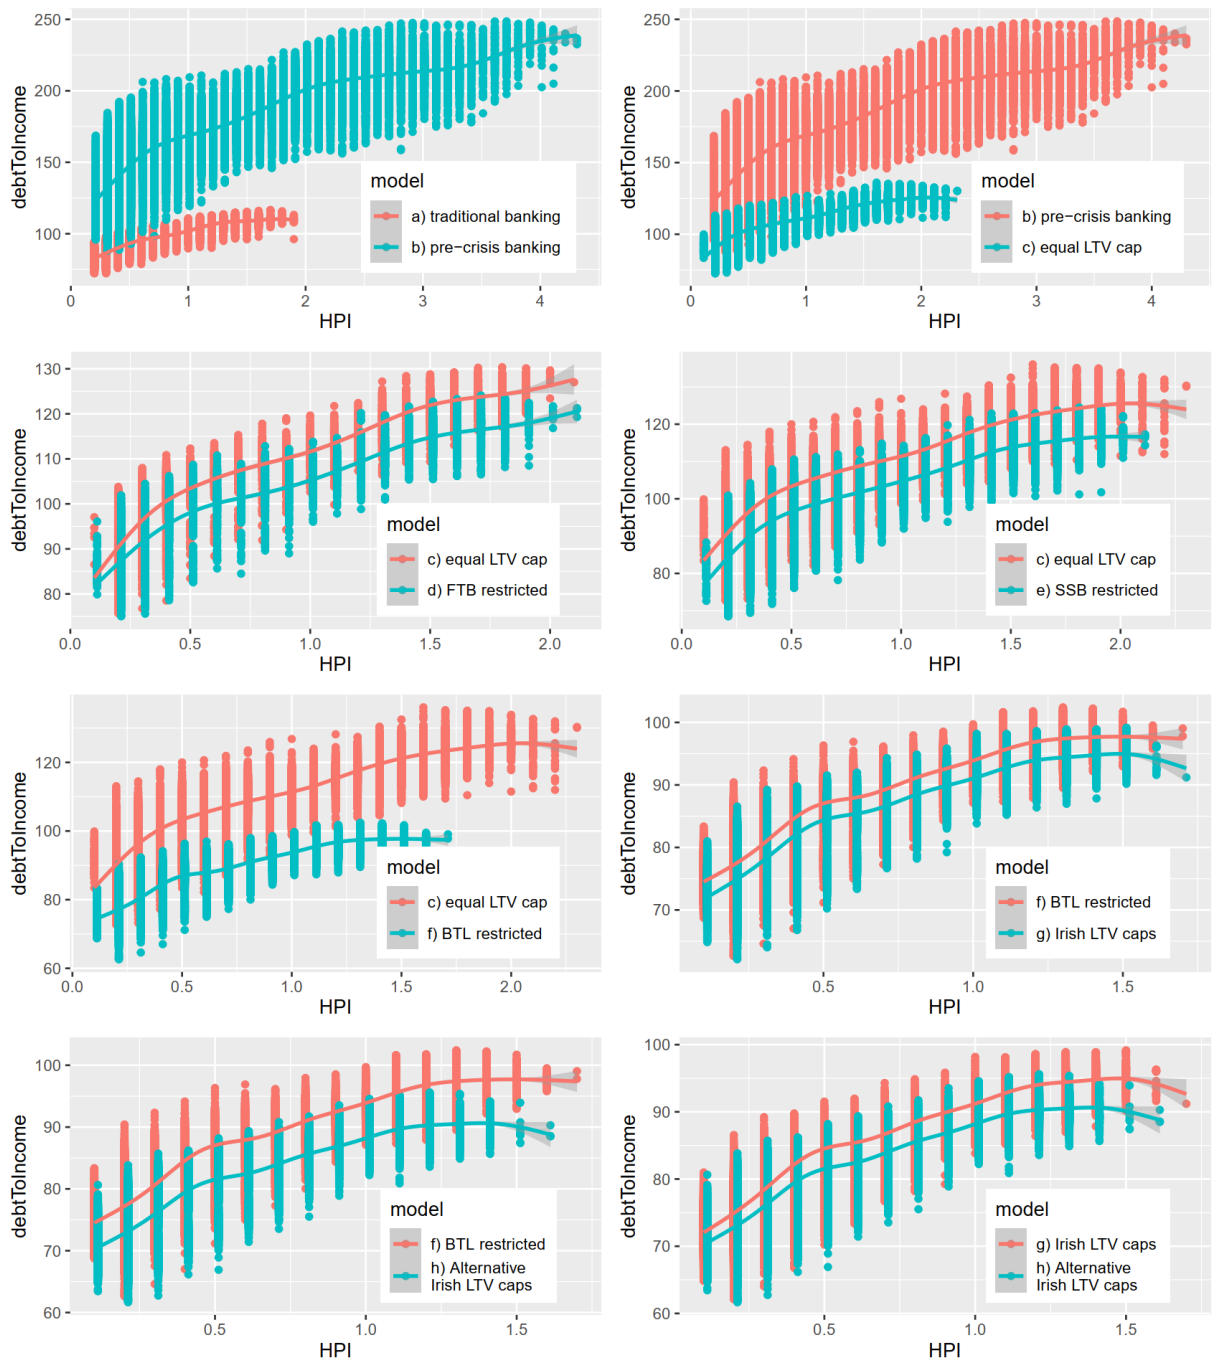 250
200
150
100
debtToIncome
model
a) traditional banking
b) pre−crisis banking
0 1 2 3 4
HPI
250
200
150
100
debtToIncome
model
b) pre−crisis banking
c) equal LTV cap
0 1 2 3 4
HPI
130
120
110
100
90
80
debtToIncome
model
c) equal LTV cap
d) FTB restricted
0.0 0.5 1.0 1.5 2.0
HPI
120
100
80
debtToIncome
model
c) equal LTV cap
e) SSB restricted
0.0 0.5 1.0 1.5 2.0
HPI
120
100
80
60
debtToIncome
model
c) equal LTV cap
f) BTL restricted
0.0 0.5 1.0 1.5 2.0
HPI
100
90
80
70
debtToIncome
model
f) BTL restricted
g) Irish LTV caps
0.5 1.0 1.5
HPI
100
90
80
70
60
debtToIncome
model
f) BTL restricted
h) Alternative
Irish LTV caps
0.5 1.0 1.5
HPI
100
90
80
70
60
debtToIncome
model
g) Irish LTV caps
h) Alternative
Irish LTV caps
0.5 1.0 1.5
HPI